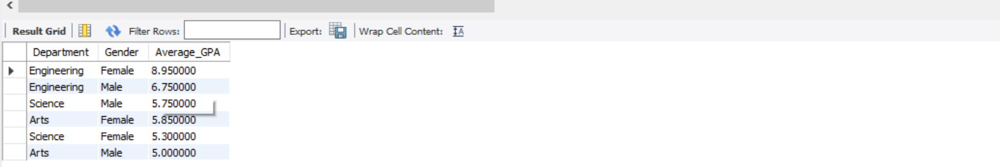 Result Grid Filter Rows: Export: Wrap Cell Content: IA
Department Gender Average_GPA
Engineering Female 8.950000
Engineering Male 6.750000
Science Male 5.750000
Arts Female 5.850000
Science Female 5.300000
Arts Male 5.000000